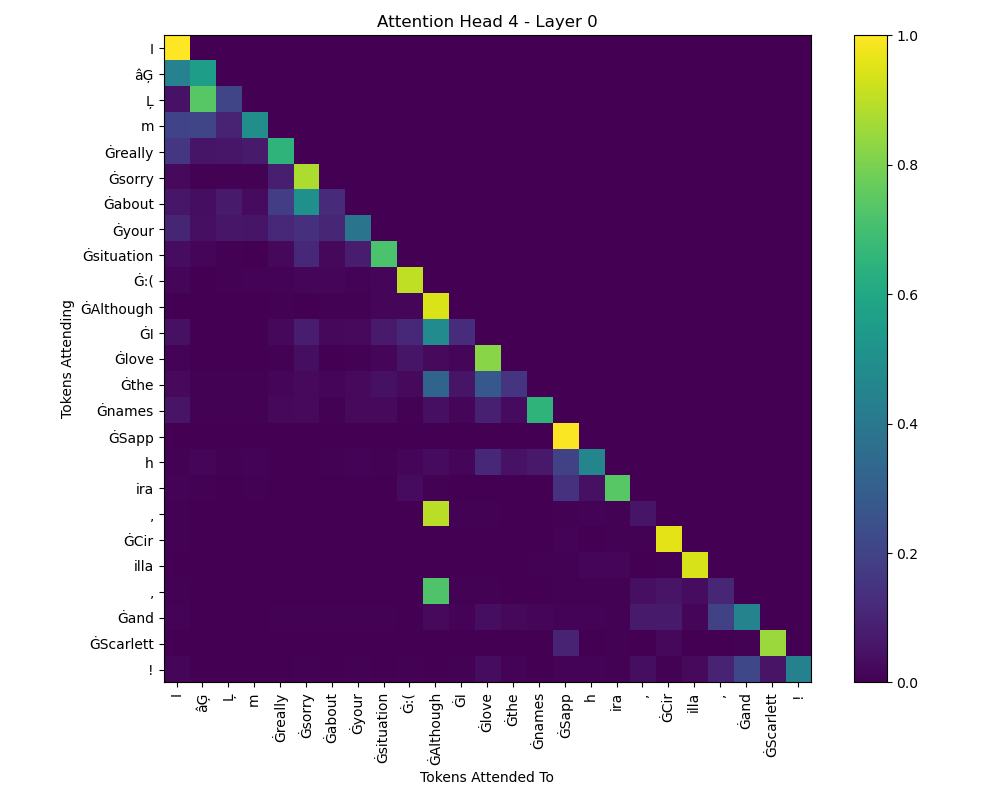 Attention Head 4 - Layer 0
Tokens Attending
I
âĢ
Ļ
m
Ġreally
Ġsorry
Ġabout
Ġyour
Ġsituation
Ġ:(
ĠAlthough
ĠI
Ġlove
Ġthe
Ġnames
ĠSapp
h
ira
,
ĠCir
illa
,
Ġand
ĠScarlett
!
I
âĢ
Ļ
m
Ġreally
Ġsorry
Ġabout
Ġyour
Ġsituation
Ġ:(
ĠAlthough
ĠI
Ġlove
Ġthe
Ġnames
ĠSapp
h
ira
,
ĠCir
illa
,
Ġand
ĠScarlett
!
Tokens Attended To
1.0
0.8
0.6
0.4
0.2
0.0